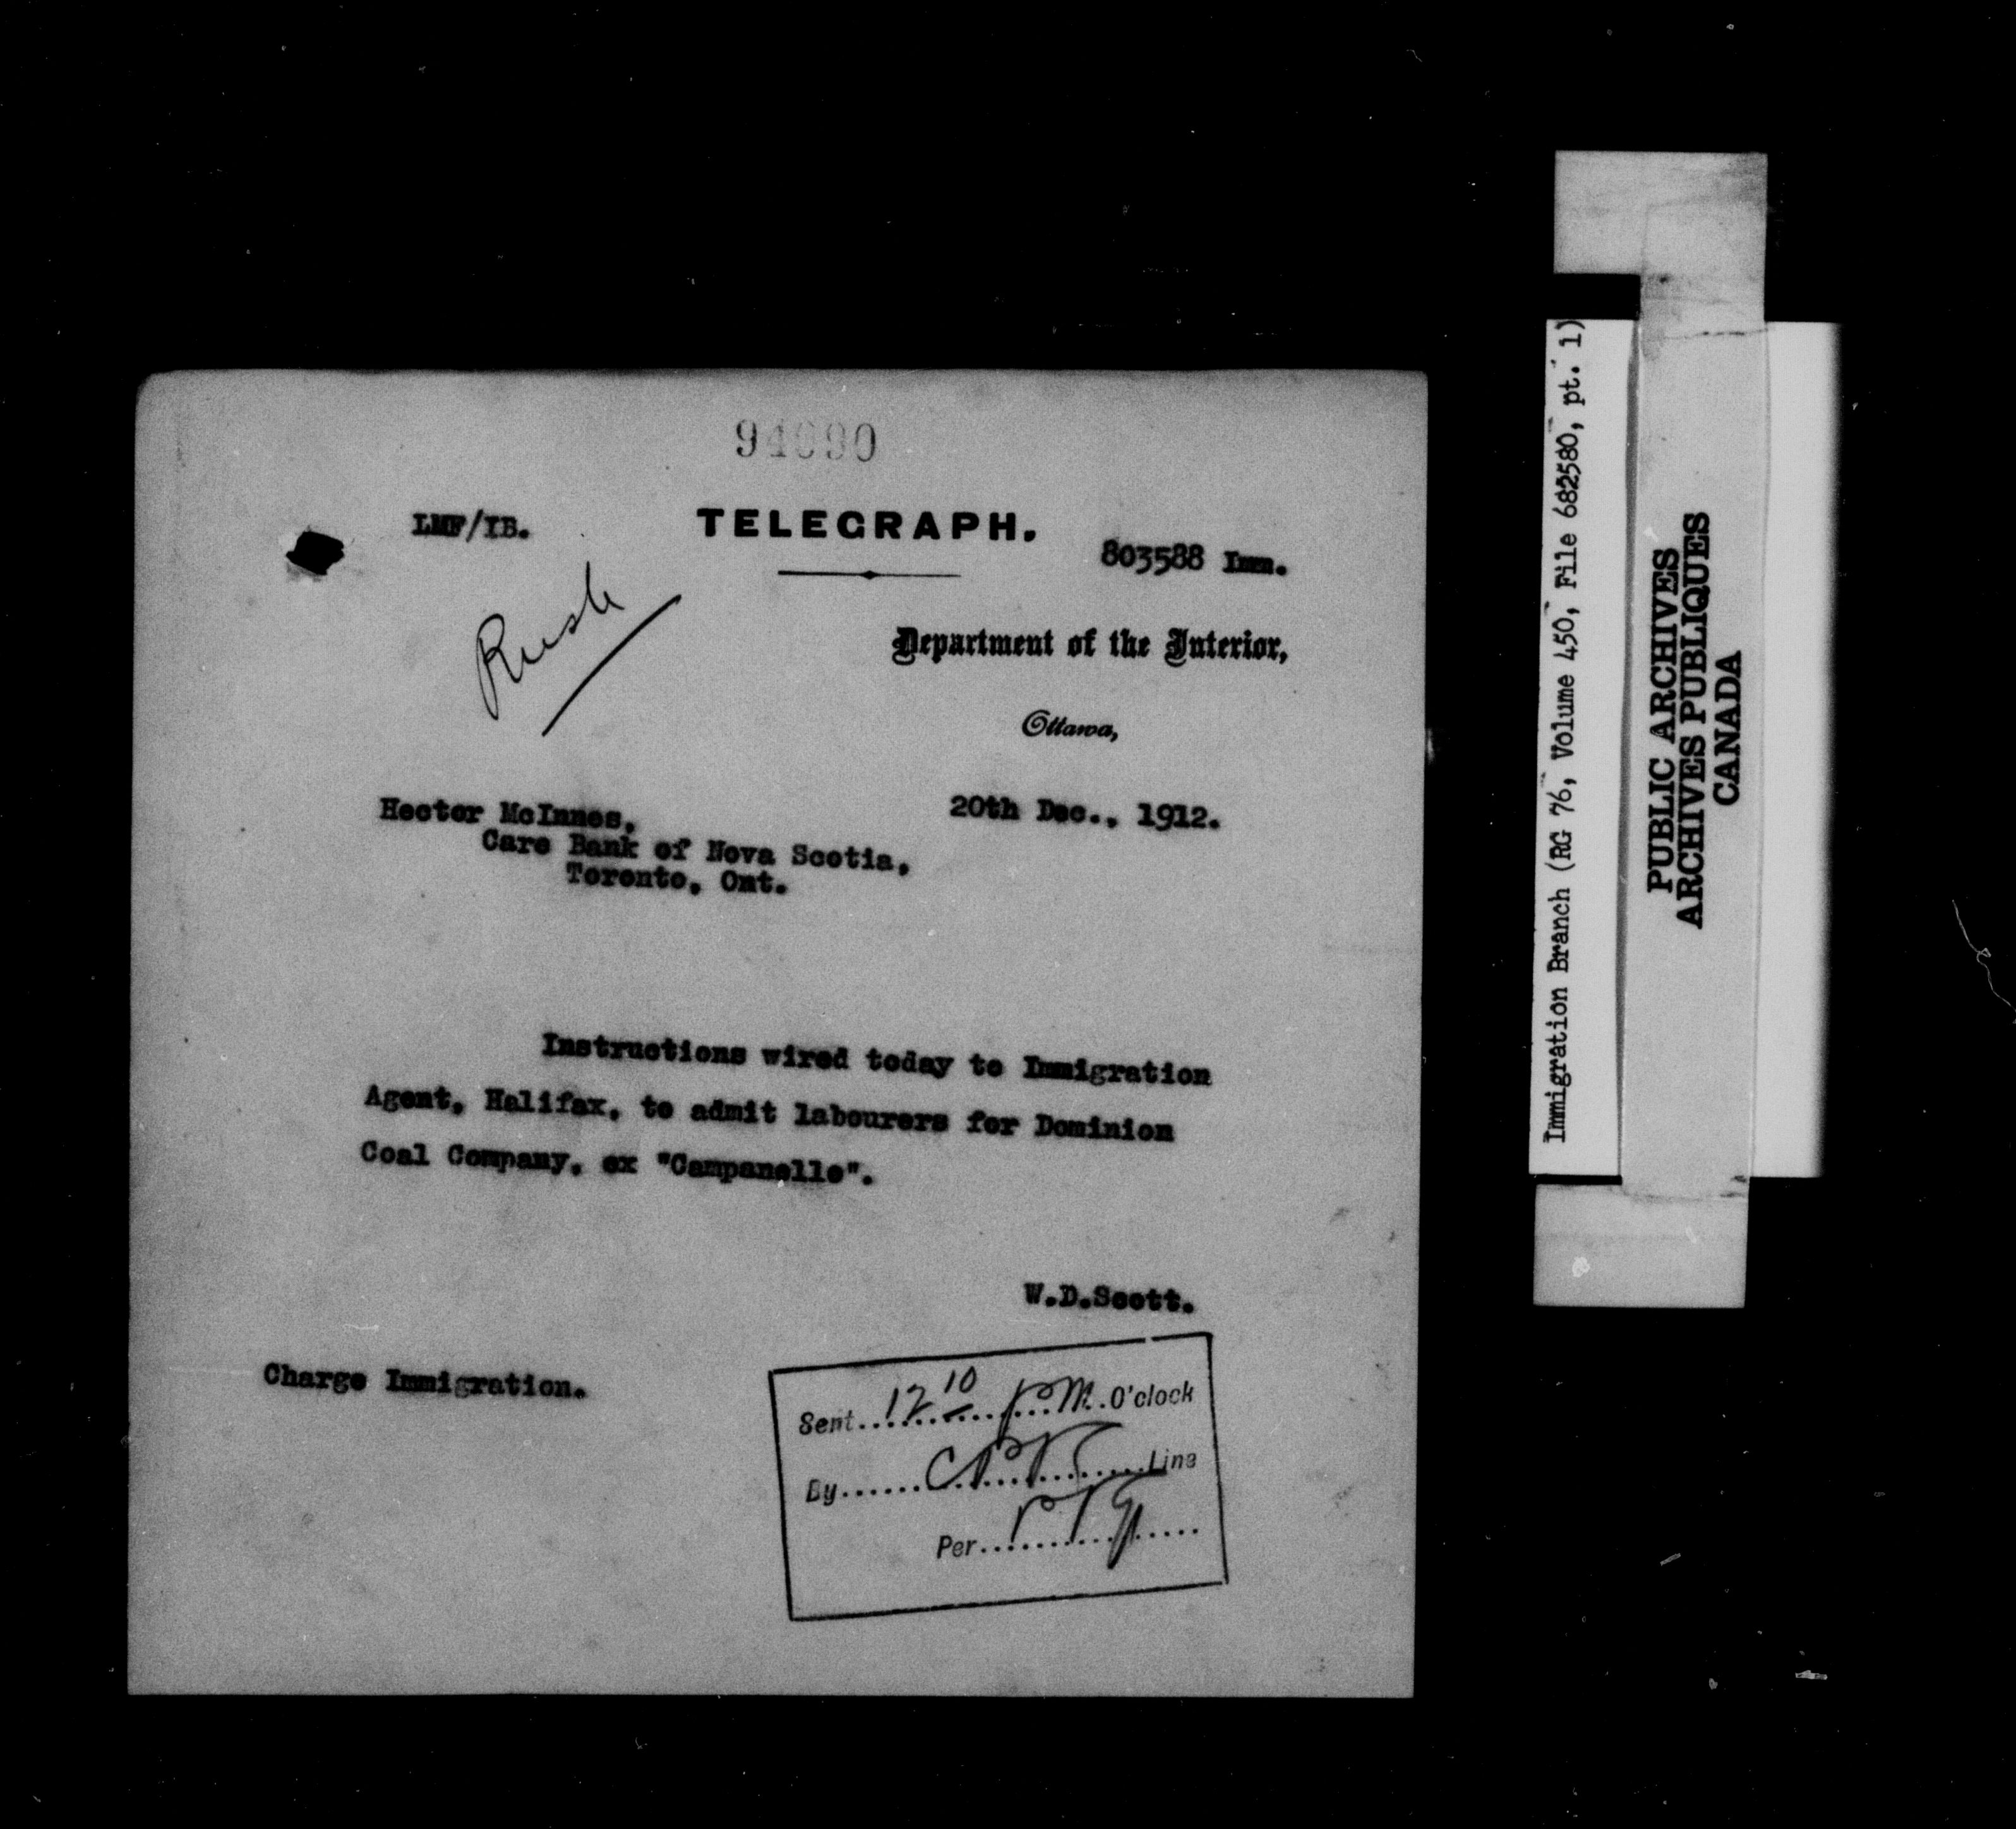 94090
LMF/YB.
TELEGRAPH.
803588 Imm.
Rush
Department of the Interior,
Ottawa,
20th Dec., 1912.
Hector McInnes,
Care Bank of Nova Scotia,
Toronto, Ont.
Instructions wired today to Immigration
Agent, Halifax, to admit labourers for Dominion
Coal Company, ex "Campanello".
W.D.Scott.
Charge Immigration.
Sent 12 10 PM. O'clock
By CPR Line
Per
Immigration Branch (RG 76, Volume 450, File 682580, pt. 1)
PUBLIC ARCHIVES
ARCHIVES PUBLIQUES
CANADA